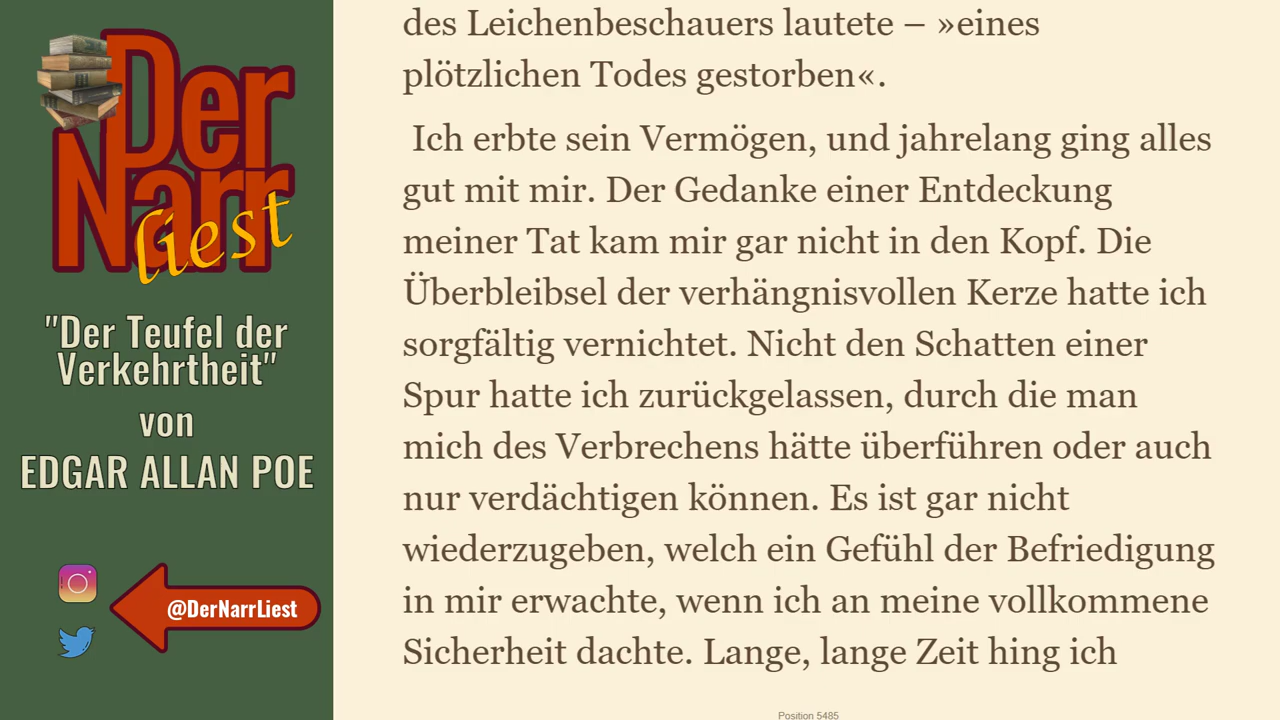 Der
Narr
liest
"Der Teufel der
Verkehrtheit"
von
EDGAR ALLAN POE
@DerNarrLiest
des Leichenbeschauers lautete – »eines
plötzlichen Todes gestorben«.
Ich erbte sein Vermögen, und jahrelang ging alles
gut mit mir. Der Gedanke einer Entdeckung
meiner Tat kam mir gar nicht in den Kopf. Die
Überbleibsel der verhängnisvollen Kerze hatte ich
sorgfältig vernichtet. Nicht den Schatten einer
Spur hatte ich zurückgelassen, durch die man
mich des Verbrechens hätte überführen oder auch
nur verdächtigen können. Es ist gar nicht
wiederzugeben, welch ein Gefühl der Befriedigung
in mir erwachte, wenn ich an meine vollkommene
Sicherheit dachte. Lange, lange Zeit hing ich
Position 5485